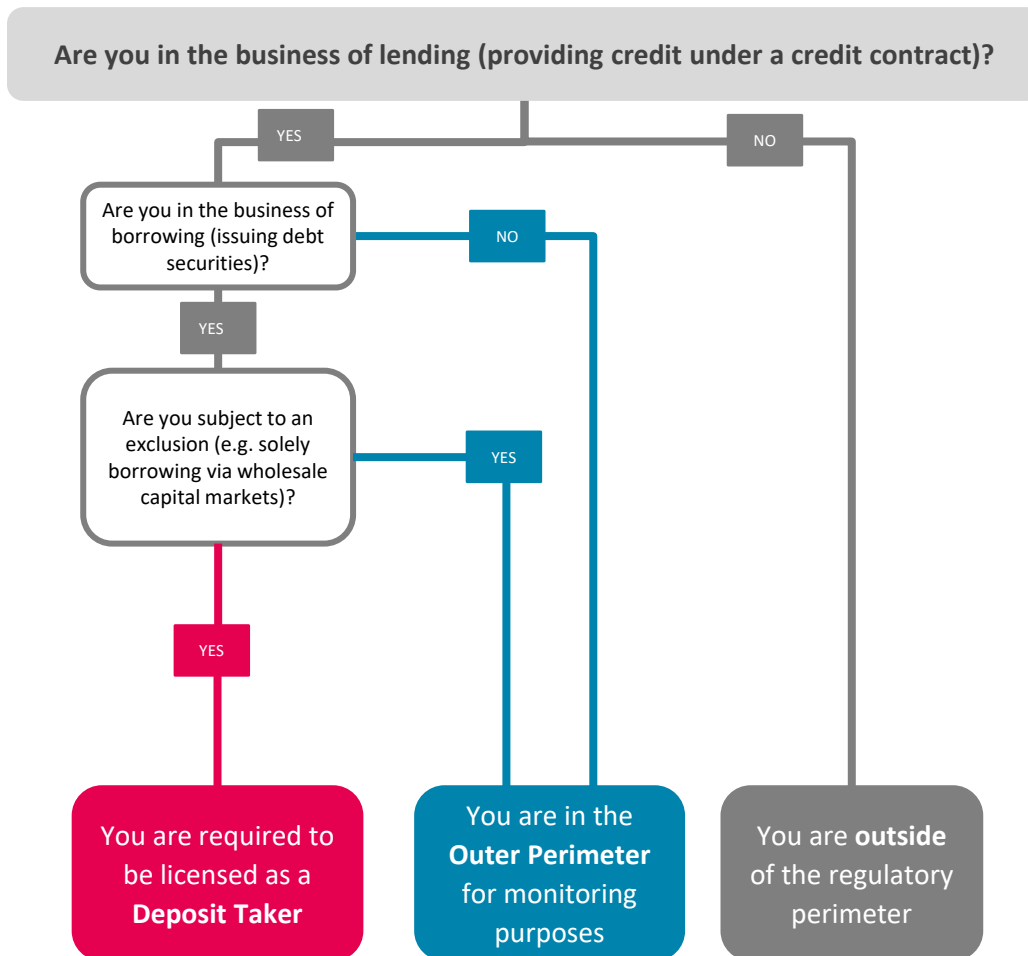 Are you in the business of lending (providing credit under a credit contract)?
YES
NO
Are you in the business of
borrowing (issuing debt
securities)?
NO
YES
Are you subject to an
exclusion (e.g. solely
borrowing via wholesale
capital markets)?
YES
YES
You are required to
be licensed as a
Deposit Taker
You are in the
Outer Perimeter
for monitoring
purposes
You are outside
of the regulatory
perimeter